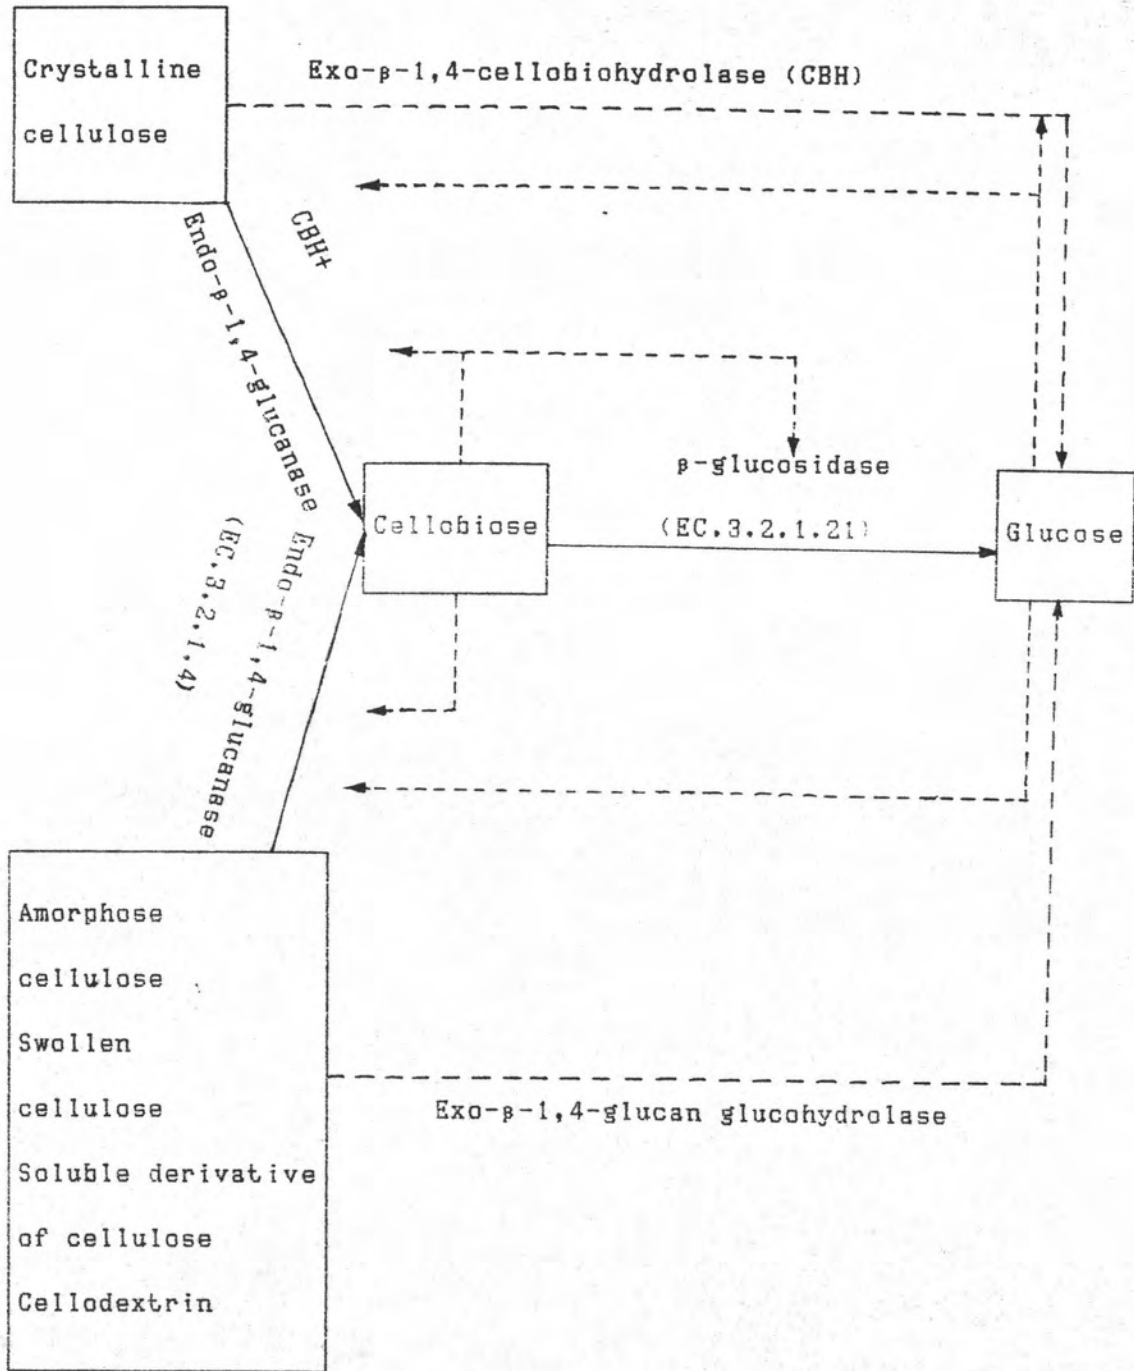 Crystalline
cellulose
Exo-β-1,4-cellobiohydrolase (CBH)
CBH+
Endo-β-1,4-glucanase
Cellobiose
β-glucosidase
(EC.3.2.1.21)
Glucose
Endo-β-1,4-glucanase
(EC.3.2.1.4)
Amorphose
cellulose
Swollen
cellulose
Soluble derivative
of cellulose
Cellodextrin
Exo-β-1,4-glucan glucohydrolase